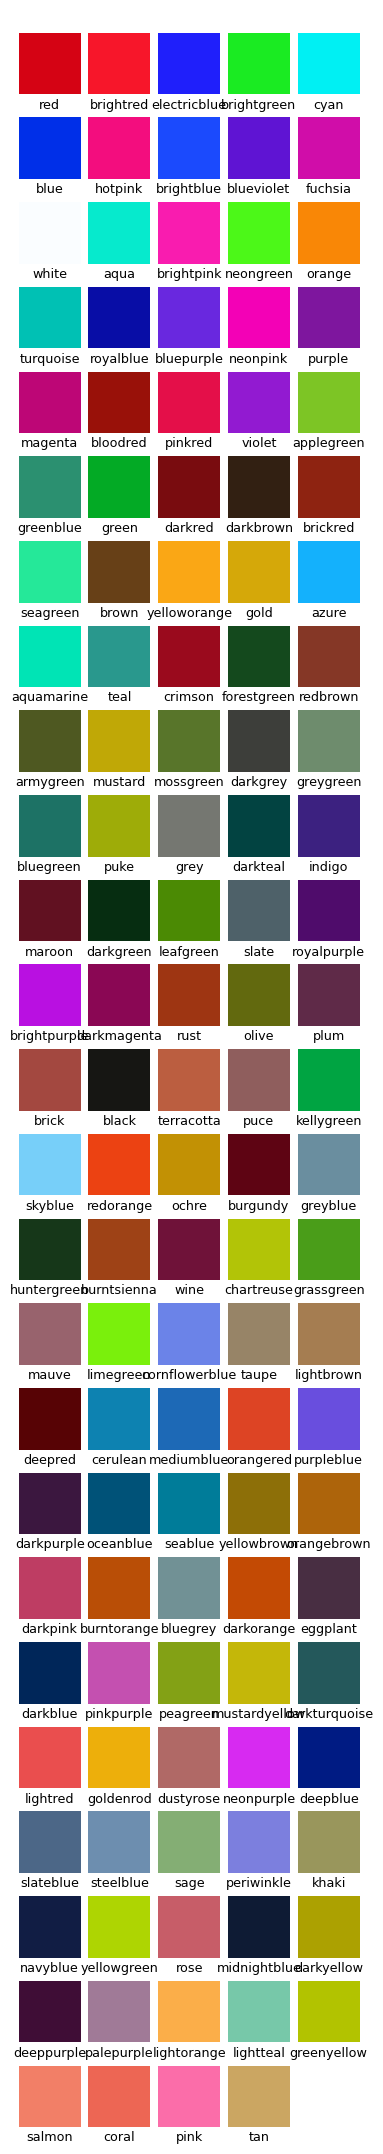 red brightred electricblue brightgreen cyan
blue hotpink brightblue blueviolet fuchsia
white aqua brightpink neongreen orange
turquoise royalblue bluepurple neonpink purple
magenta bloodred pinkred violet applegreen
greenblue green darkred darkbrown brickred
seagreen brown yelloworange gold azure
aquamarine teal crimson forestgreen redbrown
armygreen mustard mossgreen darkgrey greygreen
bluegreen puke grey darkteal indigo
maroon darkgreen leafgreen slate royalpurple
brightpurple darkmagenta rust olive plum
brick black terracotta puce kellygreen
skyblue redorange ochre burgundy greyblue
huntergreen burntsienna wine chartreuse grassgreen
mauve limegreen cornflowerblue taupe lightbrown
deepred cerulean mediumblue orangered purpleblue
darkpurple oceanblue seablue yellowbrown orangebrown
darkpink burntorange bluegrey darkorange eggplant
darkblue pinkpurple peagreen mustardyellow darkturquoise
lightred goldenrod dustyrose neonpurple deepblue
slateblue steelblue sage periwinkle khaki
navyblue yellowgreen rose midnightblue darkyellow
deeppurple palepurple lightorange lightteal greenyellow
salmon coral pink tan